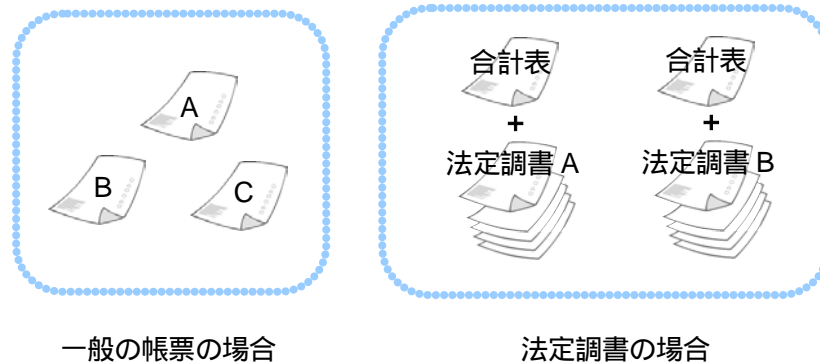 A
B
C
一般の帳票の場合
合計表
+
法定調書 A
合計表
+
法定調書 B
法定調書の場合